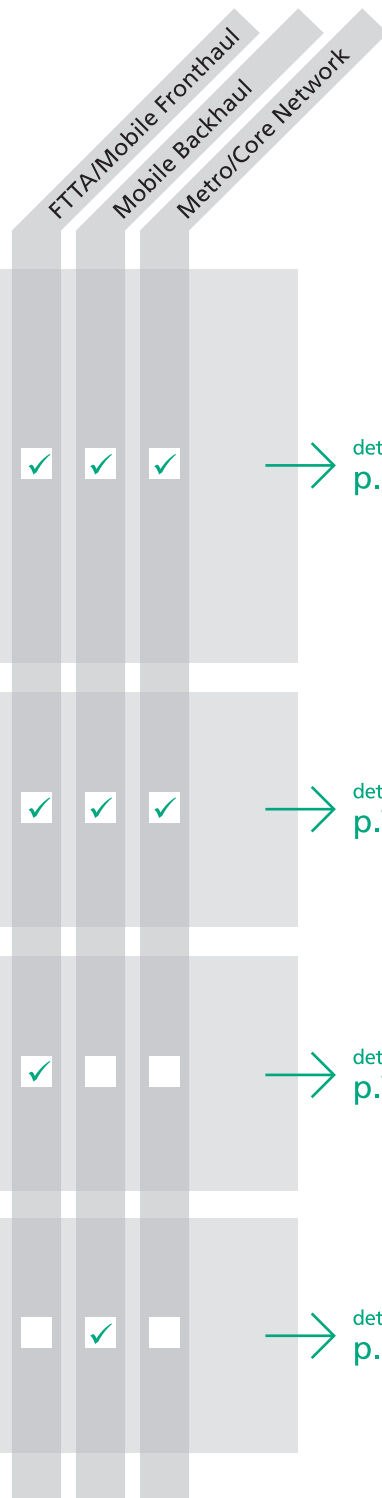 FTTA/Mobile Fronthaul
Mobile Backhaul
Metro/Core Network
✓ ✓ ✓
p.
✓ ✓ ✓
p.
✓
p.
✓
p.